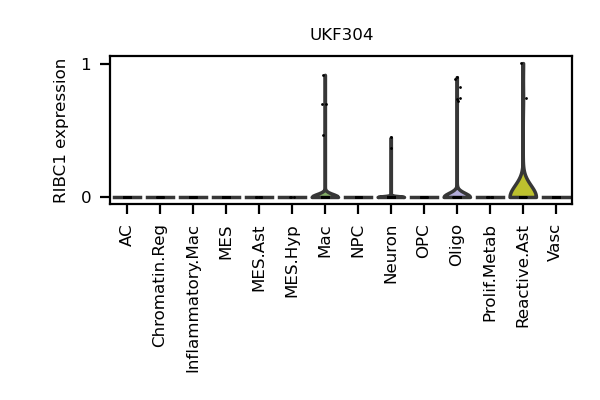 UKF304
RIBC1 expression
1
0
AC
Chromatin.Reg
Inflammatory.Mac
MES
MES.Ast
MES.Hyp
Mac
NPC
Neuron
OPC
Oligo
Prolif.Metab
Reactive.Ast
Vasc